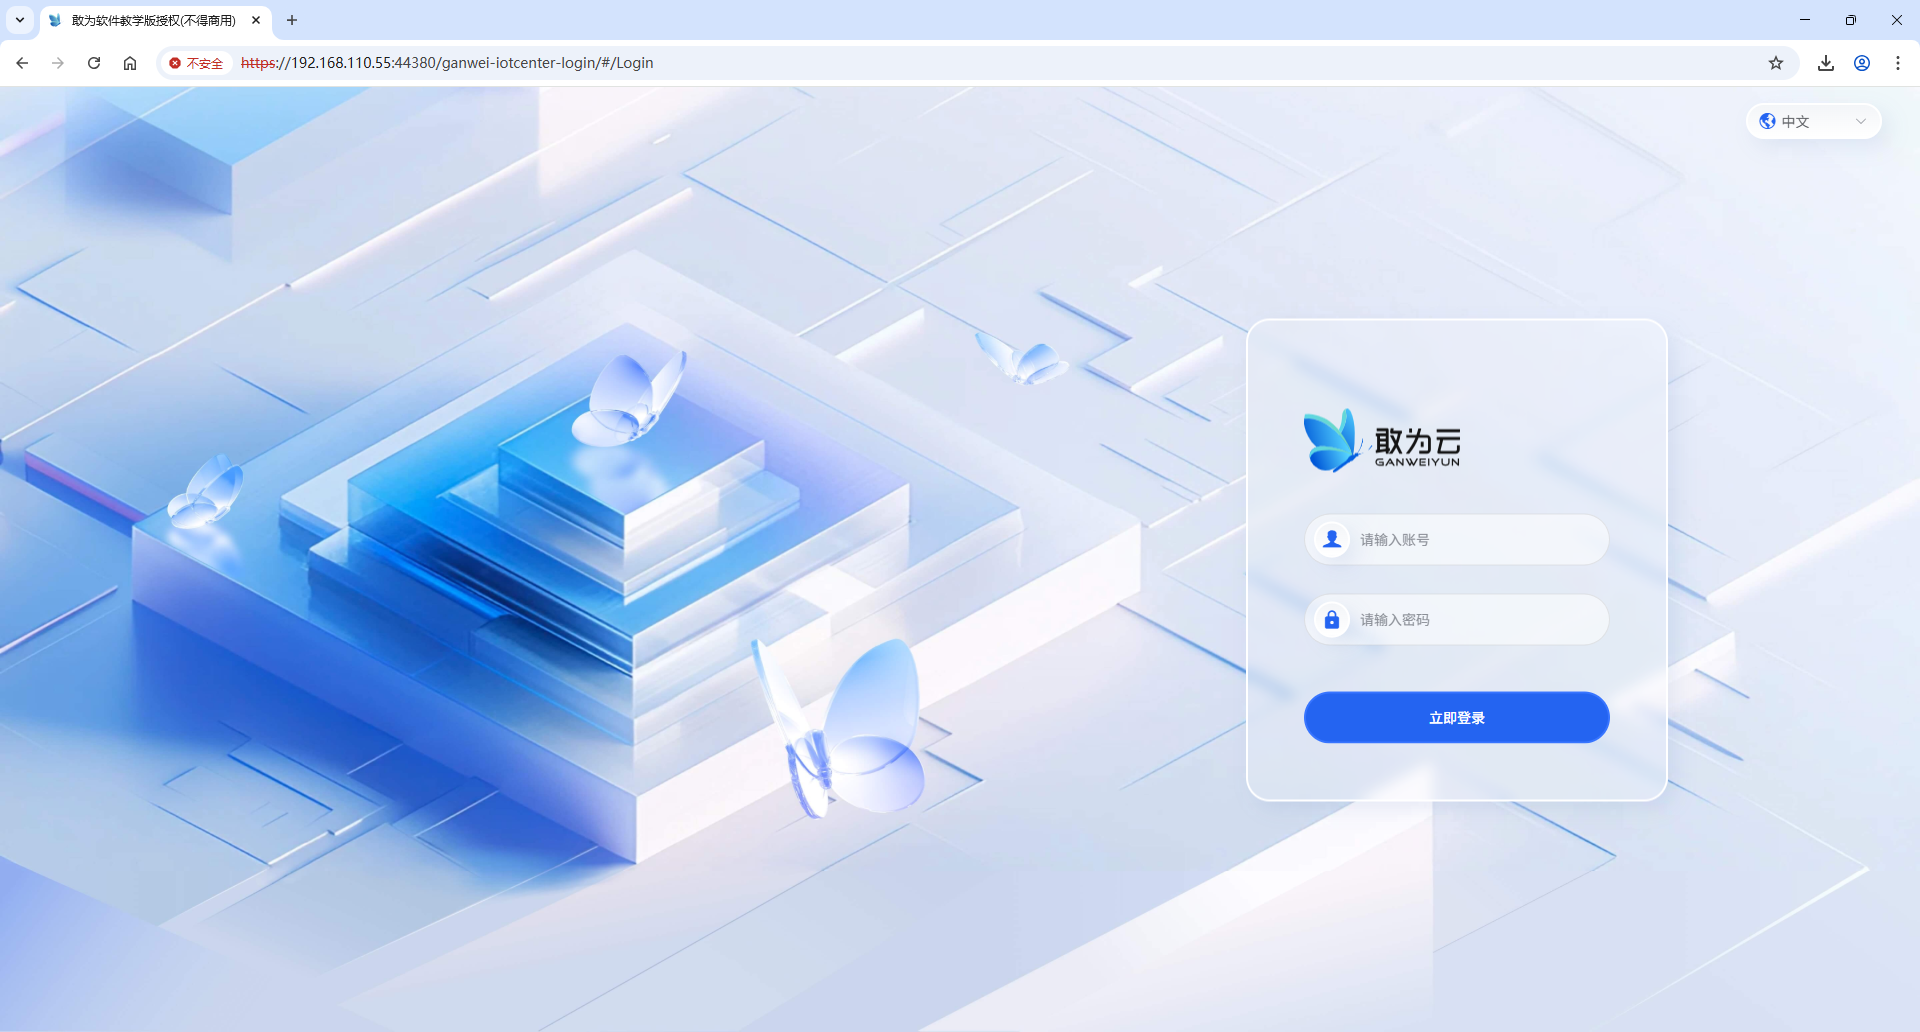 敢为软件教学版授权(不得商用)
不安全
https://192.168.110.55:44380/ganwei-iotcenter-login/#/Login
中文
敢为云
GANWEIYUN
请输入账号
请输入密码
立即登录